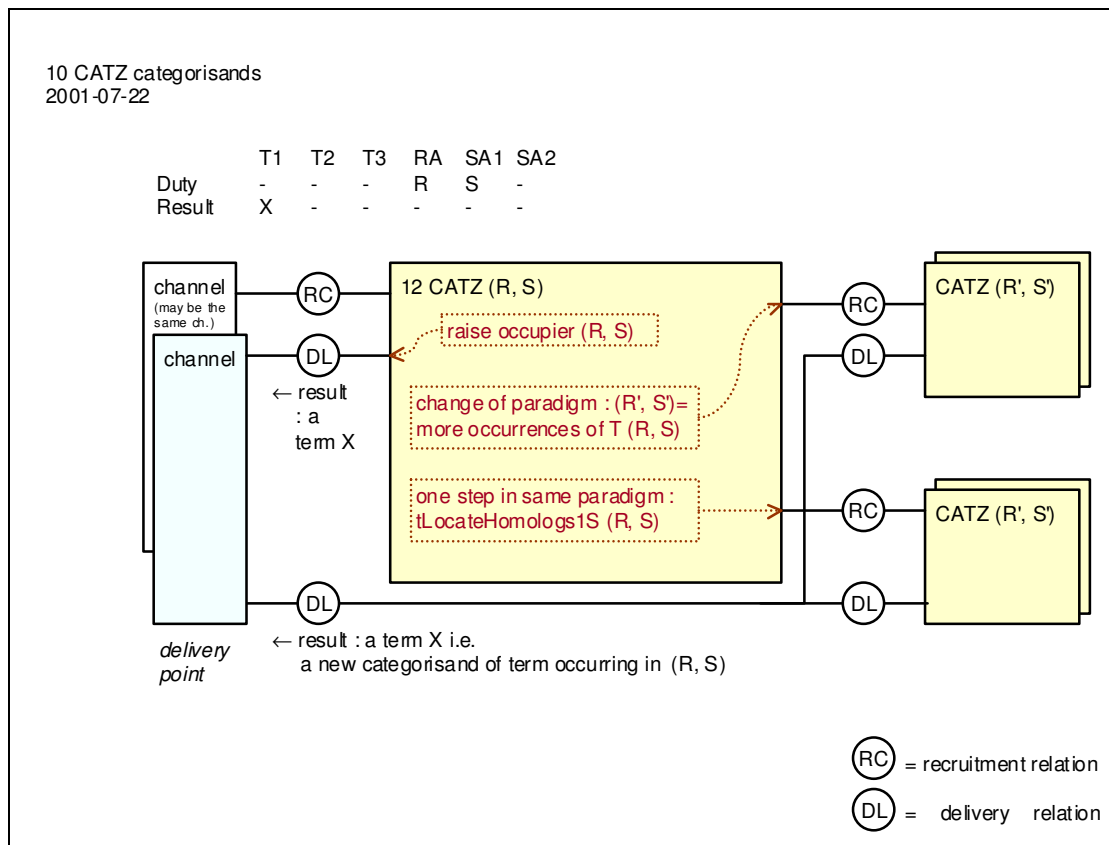 10 CATZ categorisands
2001-07-22
T1 T2 T3 RA SA1 SA2
Duty - - - R S -
Result X - - - - -
channel
(may be the
same ch.)
channel
RC
DL
← result
: a
term X
12 CATZ (R, S)
raise occupier (R, S)
change of paradigm : (R', S')=
more occurrences of T (R, S)
one step in same paradigm :
tLocateHomologs1S (R, S)
RC
DL
CATZ (R', S')
RC
DL
CATZ (R', S')
DL
delivery
point
← result : a term X i.e.
a new categorisand of term occurring in (R, S)
RC = recruitment relation
DL = delivery relation